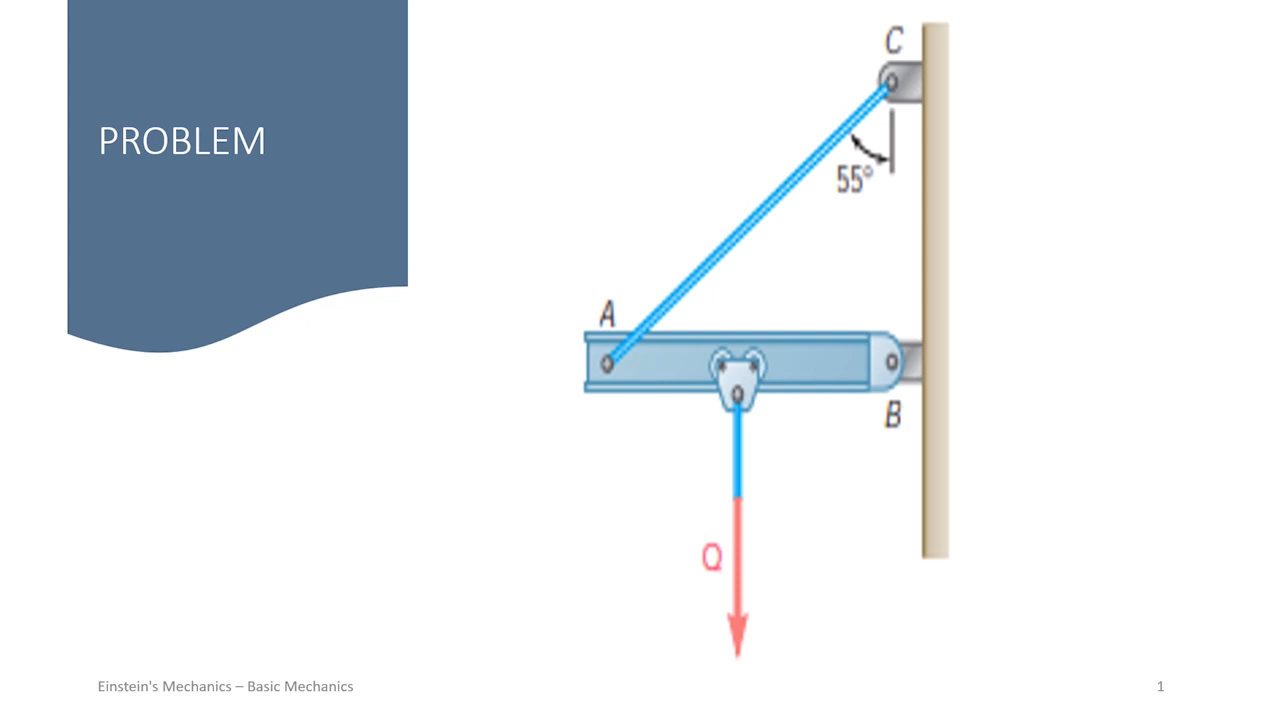 PROBLEM
C
55°
A
B
Q
Einstein's Mechanics – Basic Mechanics
1